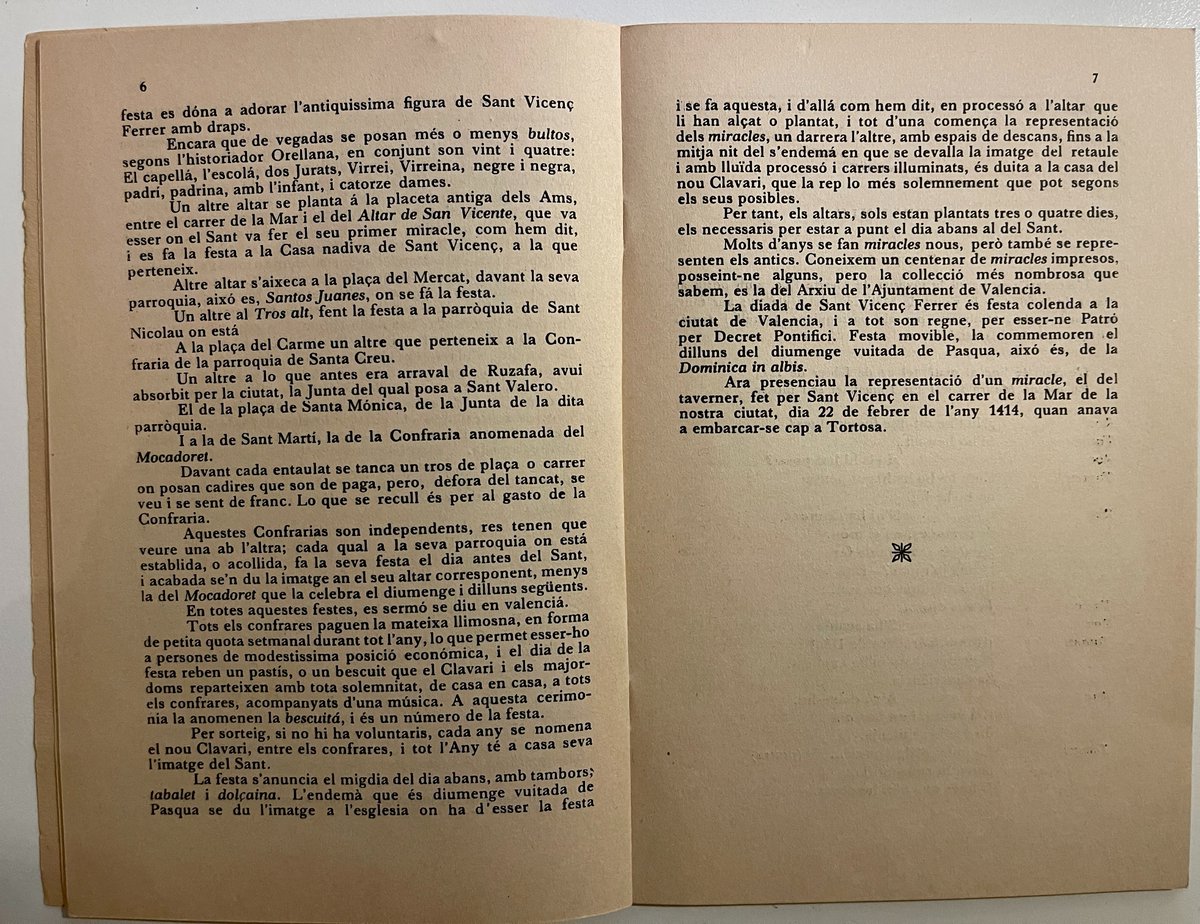 6
festa es dóna a adorar l'antiquissima figura de Sant Vicenç
Ferrer amb draps.
Encara que de vegadas se posan més o menys bultos,
segons l'historiador Orellana, en conjunt son vint i quatre:
El capellá, l'escolá, dos Jurats, Virrei, Virreina, negre i negra,
padrí, padrina, amb l'infant, i catorze dames.
Un altre altar se planta á la placeta antiga dels Ams,
entre el carrer de la Mar i el del Altar de San Vicente, que va
esser on el Sant va fer el seu primer miracle, com hem dit,
i es fa la festa a la Casa nadiva de Sant Vicenç, a la que
perteneix.
Altre altar s'aixeca a la plaça del Mercat, davant la seva
parroquia, aixó es, Santos Juanes, on se fá la festa.
Un altre al Tros alt, fent la festa a la parròquia de Sant
Nicolau on está
A la plaça del Carme un altre que perteneix a la Con-
fraria de la parroquia de Santa Creu.
Un altre a lo que antes era arraval de Ruzafa, avui
absorbit per la ciutat, la Junta del qual posa a Sant Valero.
El de la plaça de Santa Mónica, de la Junta de la dita
parròquia.
I a la de Sant Martí, la de la Confraria anomenada del
Mocadoret.
Davant cada entaulat se tanca un tros de plaça o carrer
on posan cadires que son de paga, pero, defora del tancat, se
veu i se sent de franc. Lo que se recull és per al gasto de la
Confraria.
Aquestes Confrarias son independents, res tenen que
veure una ab l'altra; cada qual a la seva parroquia on está
establida, o acollida, fa la seva festa el dia antes del Sant,
i acabada se'n du la imatge an el seu altar corresponent, menys
la del Mocadoret que la celebra el diumenge i dilluns següents.
En totes aquestes festes, es sermó se diu en valenciá.
Tots els confrares paguen la mateixa llimosna, en forma
de petita quota setmanal durant tot l'any, lo que permet esser-ho
a persones de modestissima posició económica, i el dia de la
festa reben un pastís, o un bescuit que el Clavari i els major-
doms reparteixen amb tota solemnitat, de casa en casa, a tots
els confrares, acompanyats d'una música. A aquesta cerimo-
nia la anomenen la bescuitá, i és un número de la festa.
Per sorteig, si no hi ha voluntaris, cada any se nomena
el nou Clavari, entre els confrares, i tot l'Any té a casa seva
l'imatge del Sant.
La festa s'anuncia el migdia del dia abans, amb tambors;
tabalet i dolçaina. L'endemà que és diumenge vuitada de
Pasqua se du l'imatge a l'esglesia on ha d'esser la festa
7
i se fa aquesta, i d'allá com hem dit, en processó a l'altar que
li han alçat o plantat, i tot d'una comença la representació
dels miracles, un darrera l'altre, amb espais de descans, fins a la
mitja nit del s'endemá en que se devalla la imatge del retaule
i amb lluïda processó i carrers illuminats, és duita a la casa del
nou Clavari, que la rep lo més solemnement que pot segons
els seus posibles.
Per tant, els altars, sols estan plantats tres o quatre dies,
els necessaris per estar a punt el dia abans al del Sant.
Molts d'anys se fan miracles nous, però també se repre-
senten els antics. Coneixem un centenar de miracles impresos,
posseint-ne alguns, pero la collecció més nombrosa que
sabem, es la del Arxiu de l'Ajuntament de Valencia.
La diada de Sant Vicenç Ferrer és festa colenda a la
ciutat de Valencia, i a tot son regne, per esser-ne Patró
per Decret Pontifici. Festa movible, la commemoren el
dilluns del diumenge vuitada de Pasqua, aixó és, de la
Dominica in albis.
Ara presenciau la representació d'un miracle, el del
taverner, fet per Sant Vicenç en el carrer de la Mar de la
nostra ciutat, dia 22 de febrer de l'any 1414, quan anava
a embarcar-se cap a Tortosa.